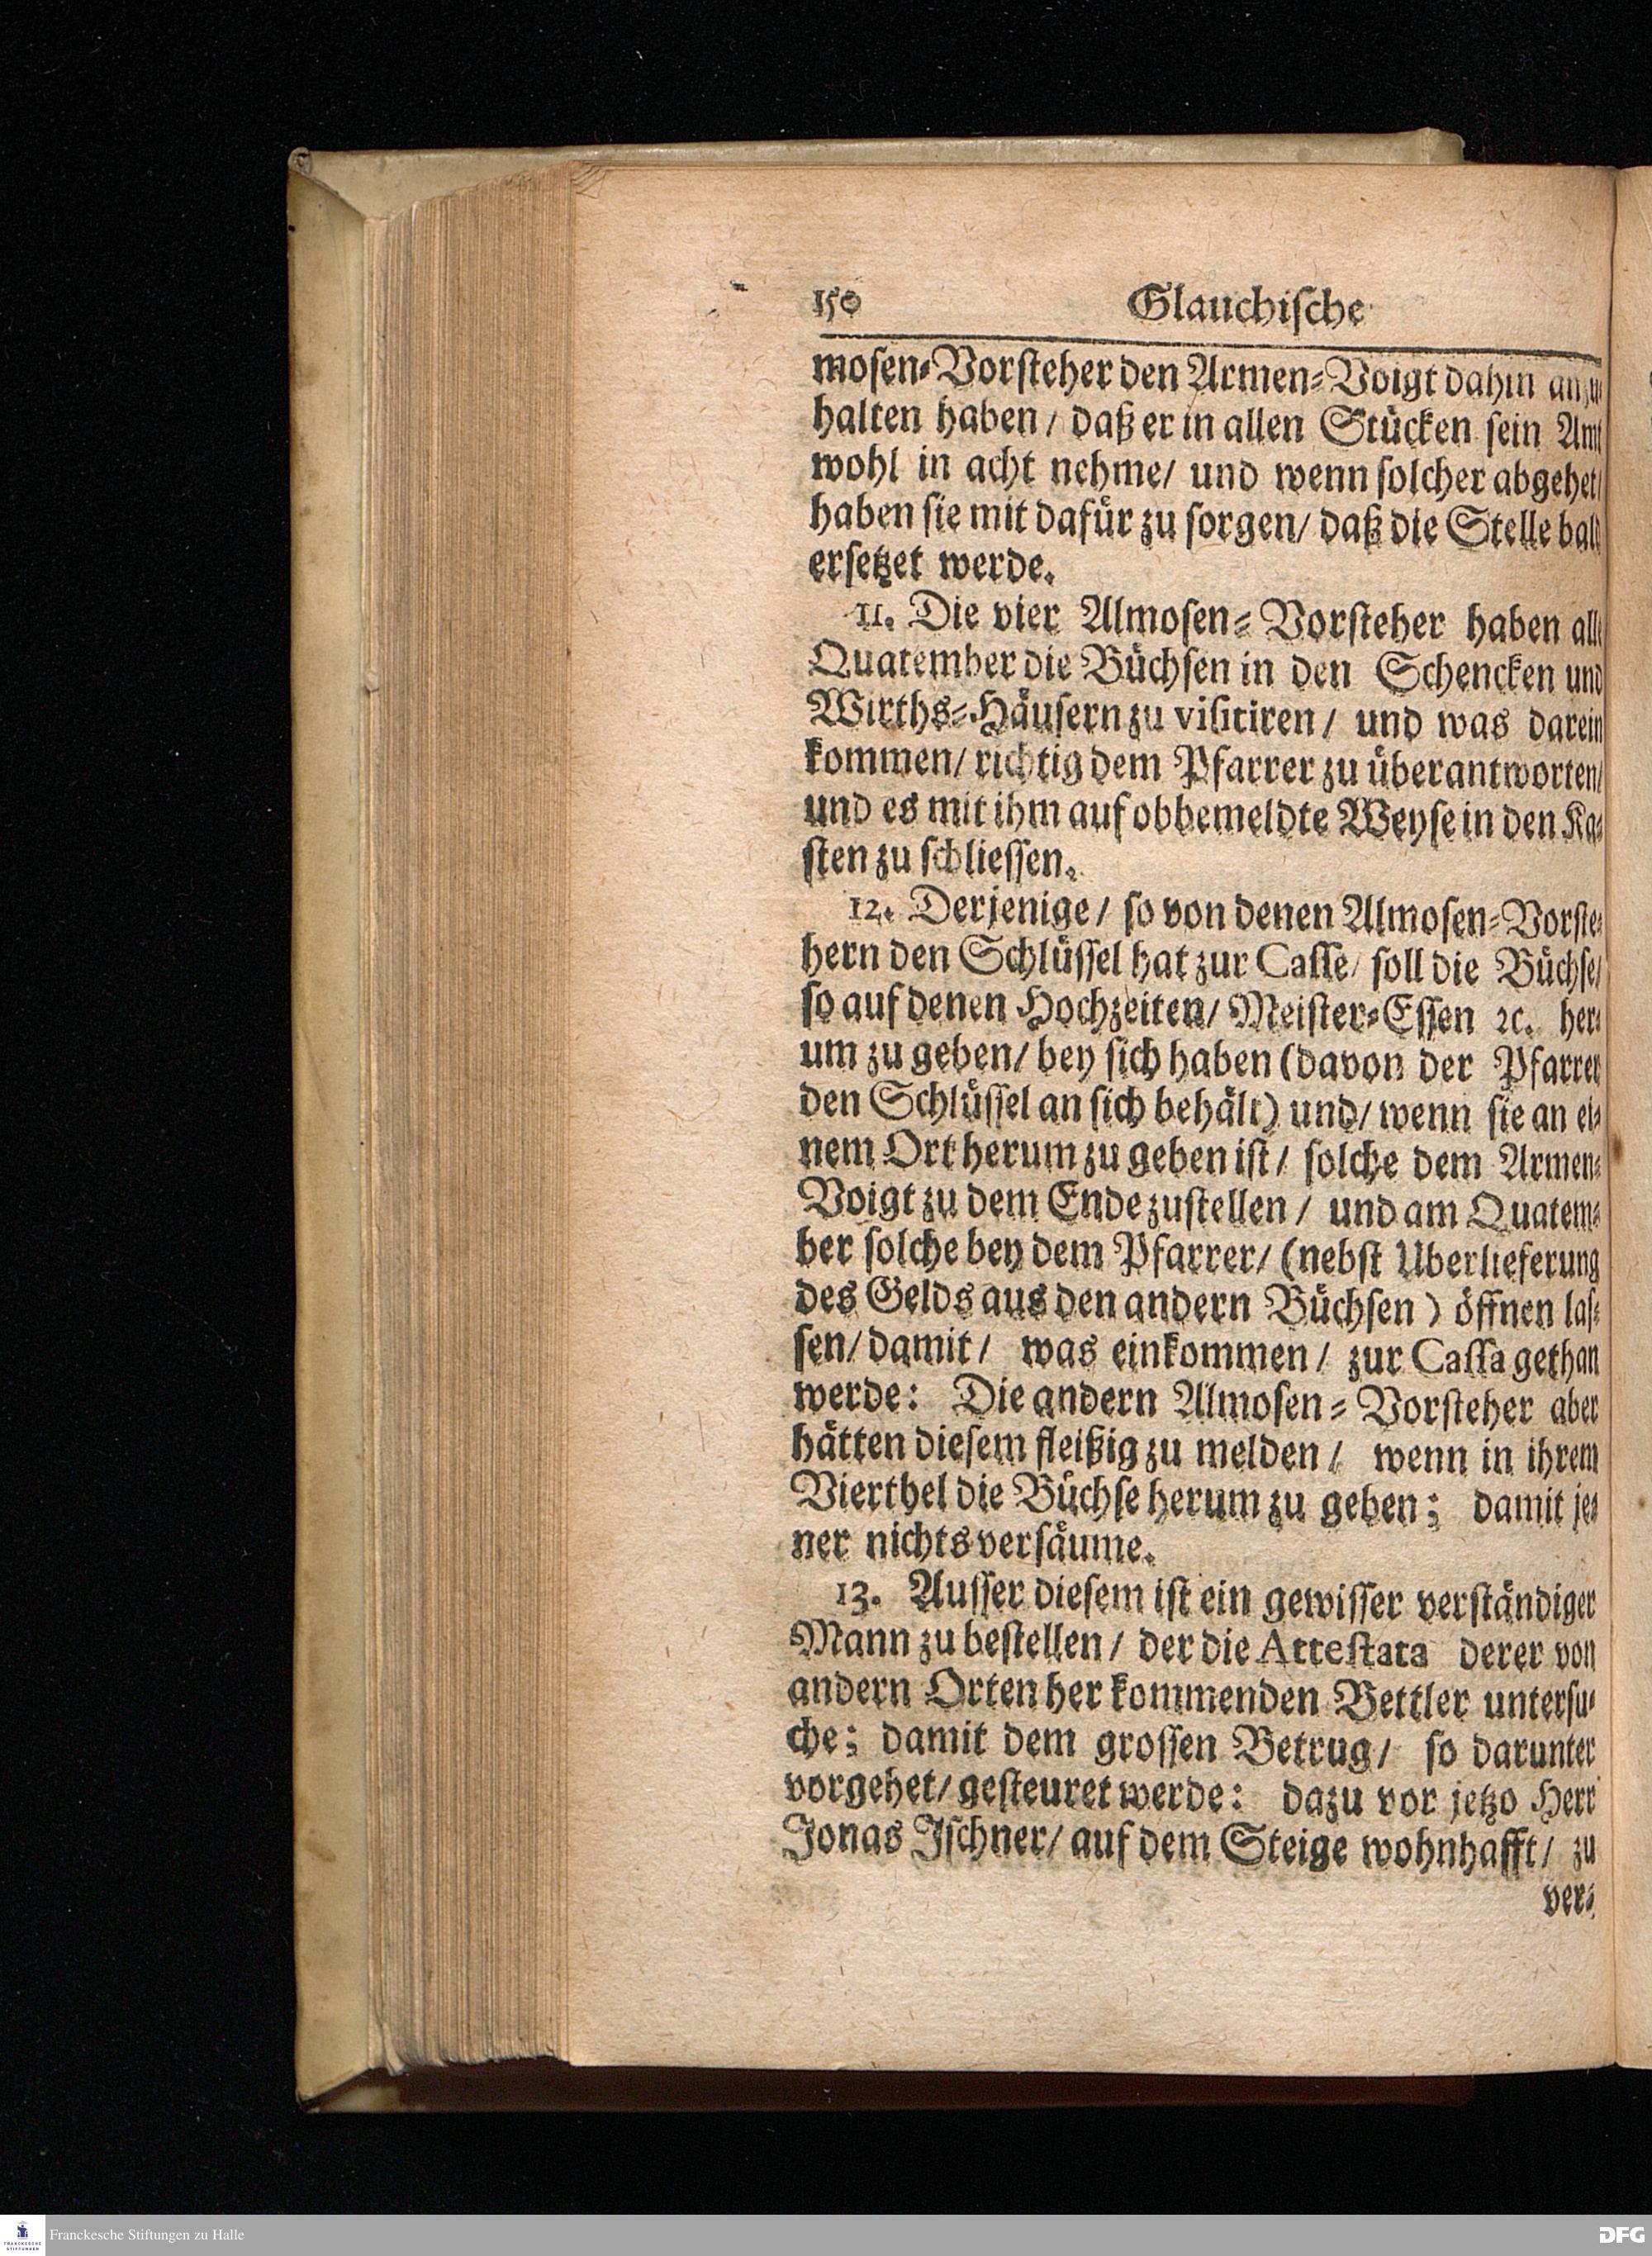 150 Glauchische
mosen-Vorsteher den Armen-Voigt dahin anzu
halten haben / daß er in allen Stücken sein Amt
wohl in acht nehme / und wenn solcher abgehet /
haben sie mit dafür zu sorgen / daß die Stelle bald
ersetzet werde.
11. Die vier Almosen-Vorsteher haben alle
Quatember die Büchsen in den Schencken und
Wirths-Häusern zu visitiren / und was darein
kommen / richtig dem Pfarrer zu überantworten /
und es mit ihm auf obbemeldte Weyse in den Ka-
sten zu schliessen.
12. Derjenige / so von denen Almosen-Vorste-
hern den Schlüssel hat zur Casse / soll die Büchse /
so auf denen Hochzeiten / Meister-Essen ꝛc. her-
um zu geben / bey sich haben (davon der Pfarrer
den Schlüssel an sich behält) und / wenn sie an ei-
nem Ort herum zu geben ist / solche dem Armen-
Voigt zu dem Ende zustellen / und am Quatem-
ber solche bey dem Pfarrer / (nebst Uberlieferung
des Gelds aus den andern Büchsen) öffnen las-
sen / damit / was einkommen / zur Cassa gethan
werde: Die andern Almosen-Vorsteher aber
hätten diesem fleißig zu melden / wenn in ihrem
Vierthel die Büchse herum zu geben; damit je-
ner nichts versäume.
13. Ausser diesem ist ein gewisser verständiger
Mann zu bestellen / der die Attestata derer von
andern Orten her kommenden Bettler untersu-
che; damit dem grossen Betrug / so darunter
vorgehet / gesteuret werde: dazu vor jetzo Herr
Jonas Jschner / auf dem Steige wohnhafft / zu
ver-
Franckesche Stiftungen zu Halle
DFG